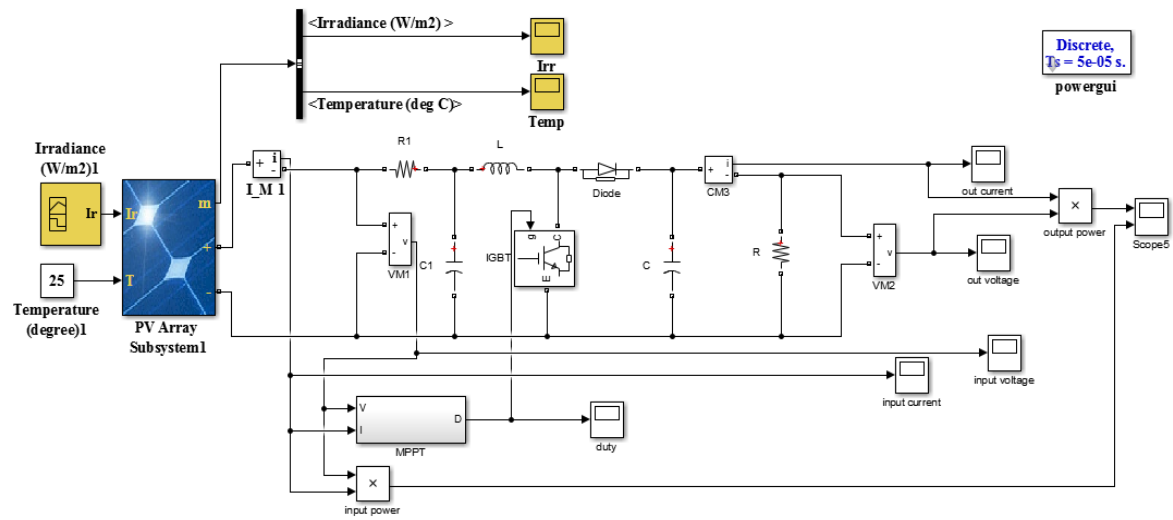 <Irradiance (W/m2) >
Irr
<Temperature (deg C)>
Temp
Discrete,
Ts = 5e-05 s.
powergui
Irradiance
(W/m2)1
Ir
Ir
m
T
+
-
25
Temperature
(degree)1
PV Array
Subsystem1
+
i
-
I_M 1
R1
L
Diode
+
i
-
CM3
out current
×
output power
Scope5
+
-
v
VM1
C1
IGBT
g
C
E
C
R
+
-
v
VM2
out voltage
input voltage
input current
V
I
D
MPPT
duty
×
input power